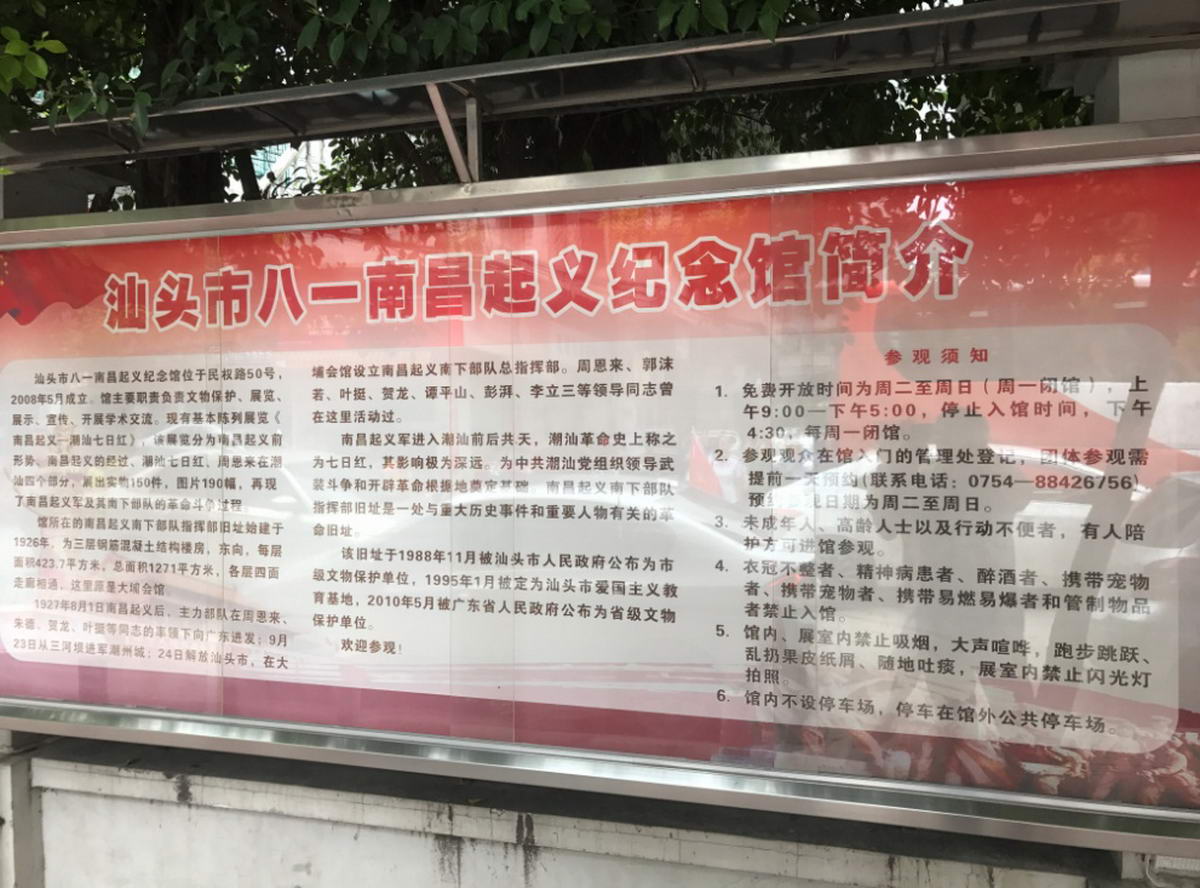 汕头市八一南昌起义纪念馆简介
汕头市八一南昌起义纪念馆位于民权路50号，
2008年5月成立。馆主要职责负责文物保护、展览、
展示、宣传、开展学术交流。现有基本陈列展览《
南昌起义—潮汕七日红》，该展览分为南昌起义前
形势、南昌起义的经过、潮汕七日红、周恩来在潮
汕四个部分，展出实物150件，图片190幅，再现
了南昌起义军及其南下部队的革命斗争过程。
馆所在的南昌起义南下部队指挥部旧址始建于
1926年，为三层钢筋混凝土结构楼房，东向，每层
面积423.7平方米，总面积1271平方米，各层四面
走廊相通，这里原是大埔会馆
1927年8月1日南昌起义后，主力部队在周恩来、
朱德、贺龙、叶挺等同志的率领下向广东进发；9月
23日从三河坝进军潮州城；24日解放汕头市，在大
埔会馆设立南昌起义南下部队总指挥部。周恩来、郭沫
若、叶挺、贺龙、谭平山、彭湃、李立三等领导同志曾
在这里活动过。
南昌起义军进入潮汕前后共天，潮汕革命史上称之
为七日红，其影响极为深远。为中共潮汕党组织领导武
装斗争和开辟革命根据地奠定基础，南昌起义南下部队
指挥部旧址是一处与重大历史事件和重要人物有关的革
命旧址。
该旧址于1988年11月被汕头市人民政府公布为市
级文物保护单位，1995年1月被定为汕头市爱国主义教
育基地，2010年5月被广东省人民政府公布为省级文物
保护单位。
欢迎参观！
参观须知
1. 免费开放时间为周二至周日（周一闭馆），上
午9:00—下午5:00，停止入馆时间，下午
4:30，每周一闭馆。
2. 参观观众在馆入门的管理处登记，团体参观需
提前一天预约(联系电话：0754—88426756)
预约参观日期为周二至周日。
3. 未成年人、高龄人士以及行动不便者，有人陪
护方可进馆参观。
4. 衣冠不整者、精神病患者、醉酒者、携带宠物
者、携带宠物者、携带易燃易爆者和管制物品
者禁止入馆。
5. 馆内、展室内禁止吸烟，大声喧哗，跑步跳跃、
乱扔果皮纸屑、随地吐痰，展室内禁止闪光灯
拍照。
6. 馆内不设停车场，停车在馆外公共停车场。